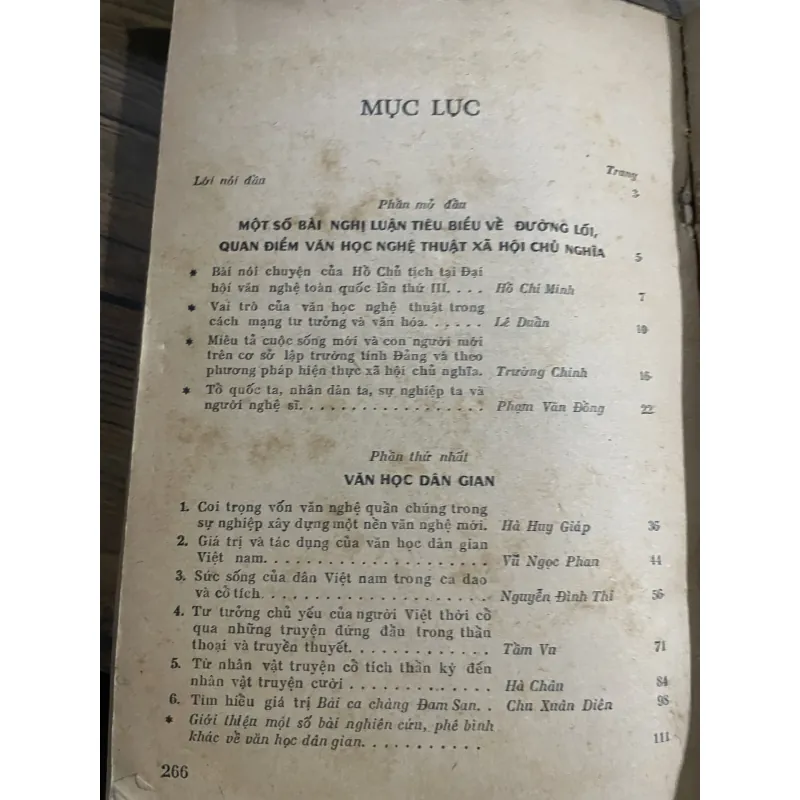 MỤC LỤC
Trang
Lời nói đầu 3
Phần mở đầu
MỘT SỐ BÀI NGHỊ LUẬN TIÊU BIỂU VỀ ĐƯỜNG LỐI,
QUAN ĐIỂM VĂN HỌC NGHỆ THUẬT XÃ HỘI CHỦ NGHĨA 5
* Bài nói chuyện của Hồ Chủ tịch tại Đại
hội văn nghệ toàn quốc lần thứ III. . . . Hồ Chí Minh 7
* Vai trò của văn học nghệ thuật trong
cách mạng tư tưởng và văn hóa. . . . . . Lê Duẩn 10
* Miêu tả cuộc sống mới và con người mới
trên cơ sở lập trường tính Đảng và theo
phương pháp hiện thực xã hội chủ nghĩa. Trường Chinh 16
* Tổ quốc ta, nhân dân ta, sự nghiệp ta và
người nghệ sĩ. . . . . . . . . . . . . . . . . . Phạm Văn Đồng 22
Phần thứ nhất
VĂN HỌC DÂN GIAN
1. Coi trọng vốn văn nghệ quần chúng trong
sự nghiệp xây dựng một nền văn nghệ mới. Hà Huy Giáp 36
2. Giá trị và tác dụng của văn học dân gian
Việt nam. . . . . . . . . . . . . . . . . . . . . Vũ Ngọc Phan 44
3. Sức sống của dân Việt nam trong ca dao
và cổ tích. . . . . . . . . . . . . . . . . . . . . Nguyễn Đình Thi 56
4. Tư tưởng chủ yếu của người Việt thời cổ
qua những truyện đứng đầu trong thần
thoại và truyền thuyết. . . . . . . . . . . . . Tầm Vu 71
5. Từ nhân vật truyện cổ tích thần kỳ đến
nhân vật truyện cười . . . . . . . . . . . . . Hà Châu 84
6. Tìm hiểu giá trị Bài ca chàng Đam San. . Chu Xuân Diên 98
* Giới thiệu một số bài nghiên cứu, phê bình
khác về văn học dân gian. . . . . . . . . . . 111
266